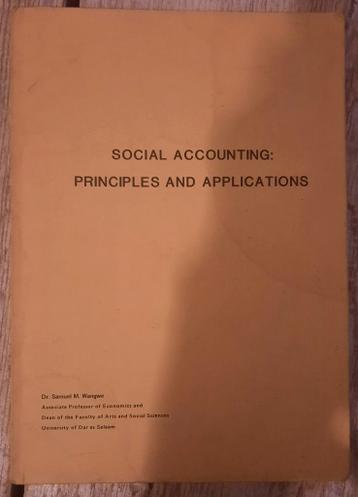 SOCIAL ACCOUNTING:
PRINCIPLES AND APPLICATIONS
Dr. Samuel M. Wangwe
Associate Professor of Economics and
Dean of the Faculty of Arts and Social Sciences
University of Dar es Salaam